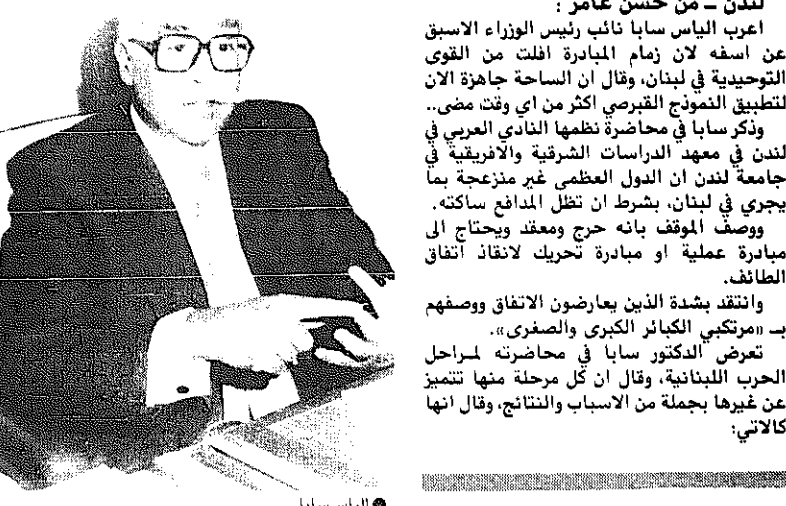 لندن ـ من حسن عامر :
اعرب الياس سابا نائب رئيس الوزراء الاسبق
عن اسفه لان زمام المبادرة افلت من القوى
التوحيدية في لبنان، وقال ان الساحة جاهزة الان
لتطبيق النموذج القبرصي اكثر من اي وقت مضى..
وذكر سابا في محاضرة نظمها النادي العربي في
لندن في معهد الدراسات الشرقية والافريقية في
جامعة لندن ان الدول العظمى غير منزعجة بما
يجري في لبنان، بشرط ان تظل المدافع ساكته.
ووصف الموقف بانه حرج ومعقد ويحتاج الى
مبادرة عملية او مبادرة تحريك لانقاذ اتفاق
الطائف.
وانتقد بشدة الذين يعارضون الاتفاق ووصفهم
بـ «مرتكبي الكبائر الكبرى والصغرى».
تعرض الدكتور سابا في محاضرته لمراحل
الحرب اللبنانية، وقال ان كل مرحلة منها تتميز
عن غيرها بجملة من الاسباب والنتائج، وقال انها
كالاتي:
الياس سابا